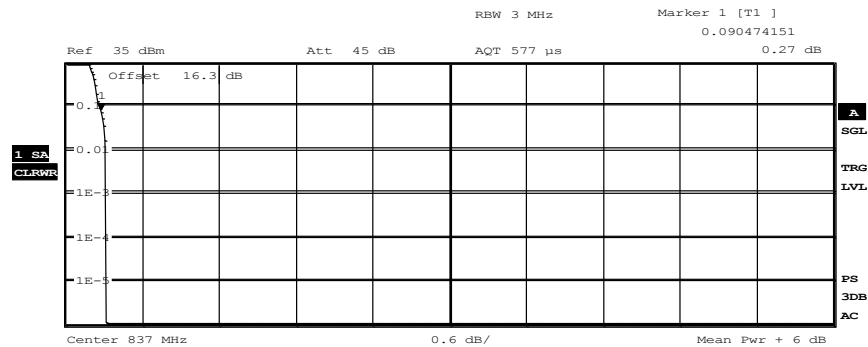 RBW 3 MHz Marker 1 [T1 ]
0.090474151
Ref 35 dBm Att 45 dB AQT 577 µs 0.27 dB
Offset 16.3 dB
1
0.1
A
SGL
1 SA
0.01
CLRWR
TRG
1E-3
LVL
1E-4
1E-5
PS
3DB
AC
Center 837 MHz 0.6 dB/ Mean Pwr + 6 dB